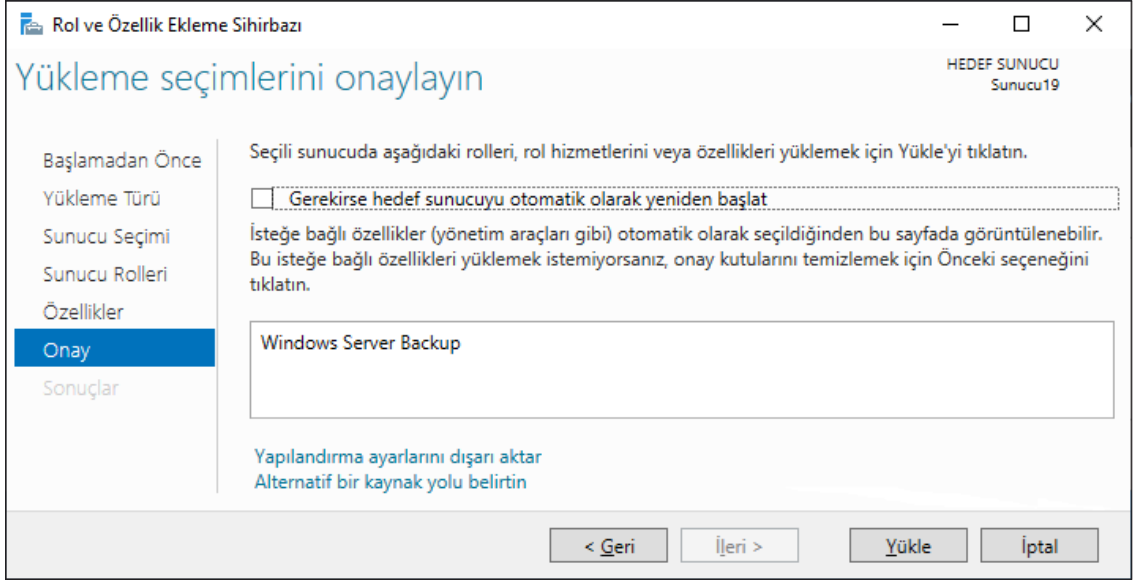 Rol ve Özellik Ekleme Sihirbazı
Yükleme seçimlerini onaylayın
HEDEF SUNUCU
Sunucu19
Başlamadan Önce
Yükleme Türü
Sunucu Seçimi
Sunucu Rolleri
Özellikler
Onay
Sonuçlar
Seçili sunucuda aşağıdaki rolleri, rol hizmetlerini veya özellikleri yüklemek için Yükle'yi tıklatın.
Gerekirse hedef sunucuyu otomatik olarak yeniden başlat
İsteğe bağlı özellikler (yönetim araçları gibi) otomatik olarak seçildiğinden bu sayfada görüntülenebilir.
Bu isteğe bağlı özellikleri yüklemek istemiyorsanız, onay kutularını temizlemek için Önceki seçeneğini
tıklatın.
Windows Server Backup
Yapılandırma ayarlarını dışarı aktar
Alternatif bir kaynak yolu belirtin
< Geri
İleri >
Yükle
İptal